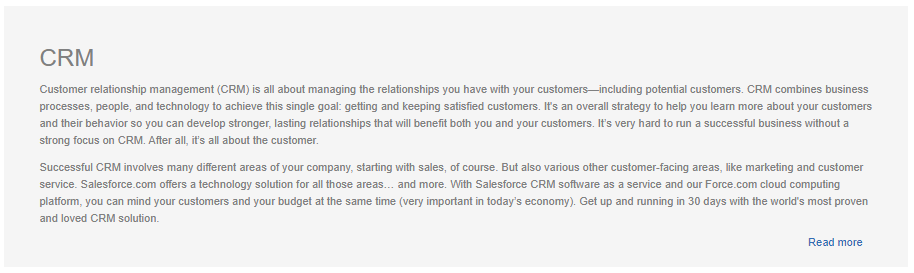 CRM
Customer relationship management (CRM) is all about managing the relationships you have with your customers—including potential customers. CRM combines business
processes, people, and technology to achieve this single goal: getting and keeping satisfied customers. It's an overall strategy to help you learn more about your customers
and their behavior so you can develop stronger, lasting relationships that will benefit both you and your customers. It's very hard to run a successful business without a
strong focus on CRM. After all, it's all about the customer.
Successful CRM involves many different areas of your company, starting with sales, of course. But also various other customer-facing areas, like marketing and customer
service. Salesforce.com offers a technology solution for all those areas… and more. With Salesforce CRM software as a service and our Force.com cloud computing
platform, you can mind your customers and your budget at the same time (very important in today's economy). Get up and running in 30 days with the world's most proven
and loved CRM solution.
Read more